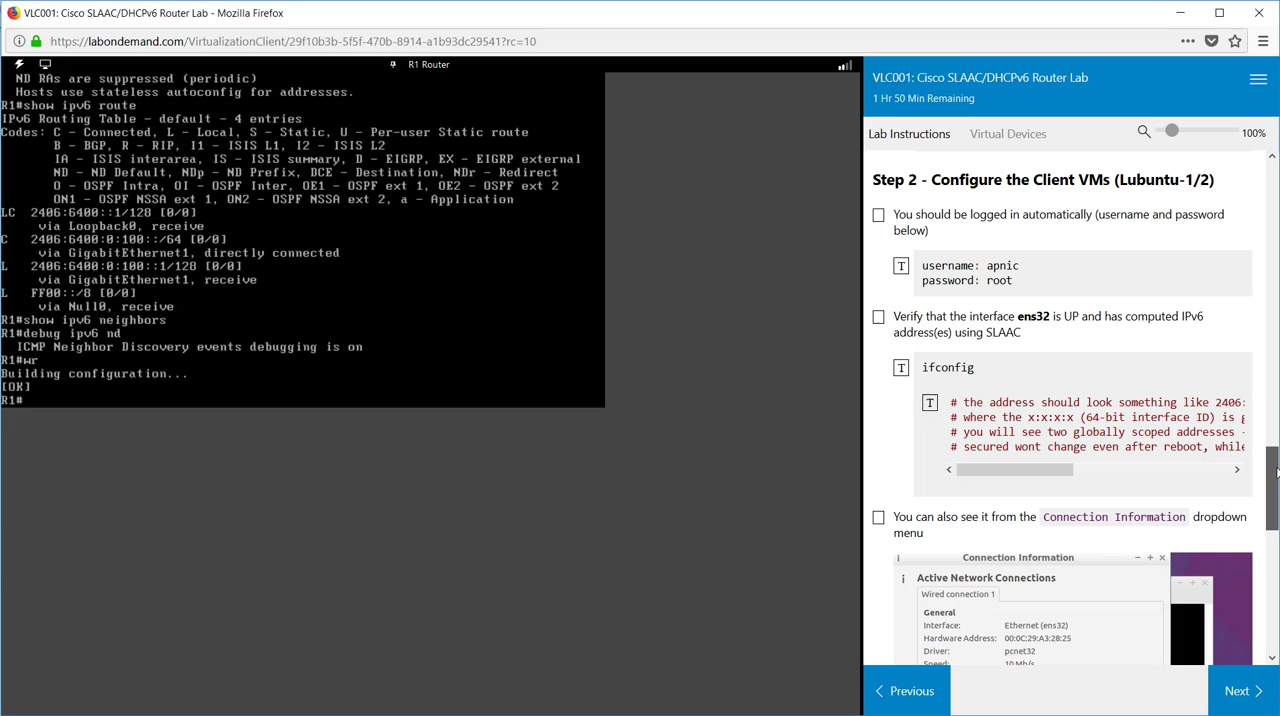 VLC001: Cisco SLAAC/DHCPv6 Router Lab - Mozilla Firefox
https://labondemand.com/VirtualizationClient/29f10b3b-5f5f-470b-8914-a1b93dc29541?rc=10
R1 Router
ND RAs are suppressed (periodic)
Hosts use stateless autoconfig for addresses.
R1#show ipv6 route
IPv6 Routing Table - default - 4 entries
Codes: C - Connected, L - Local, S - Static, U - Per-user Static route
B - BGP, R - RIP, I1 - ISIS L1, I2 - ISIS L2
IA - ISIS interarea, IS - ISIS summary, D - EIGRP, EX - EIGRP external
ND - ND Default, NDp - ND Prefix, DCE - Destination, NDr - Redirect
O - OSPF Intra, OI - OSPF Inter, OE1 - OSPF ext 1, OE2 - OSPF ext 2
ON1 - OSPF NSSA ext 1, ON2 - OSPF NSSA ext 2, a - Application
LC 2406:6400::1/128 [0/0]
via Loopback0, receive
C 2406:6400:0:100::/64 [0/0]
via GigabitEthernet1, directly connected
L 2406:6400:0:100::1/128 [0/0]
via GigabitEthernet1, receive
L FF00::/8 [0/0]
via Null0, receive
R1#show ipv6 neighbors
R1#debug ipv6 nd
ICMP Neighbor Discovery events debugging is on
R1#wr
Building configuration...
[OK]
R1#
VLC001: Cisco SLAAC/DHCPv6 Router Lab
1 Hr 50 Min Remaining
Lab Instructions Virtual Devices 100%
Step 2 - Configure the Client VMs (Lubuntu-1/2)
You should be logged in automatically (username and password
below)
T username: apnic
password: root
Verify that the interface ens32 is UP and has computed IPv6
address(es) using SLAAC
T ifconfig
T # the address should look something like 2406:
# where the x:x:x:x (64-bit interface ID) is g
# you will see two globally scoped addresses -
# secured wont change even after reboot, while
You can also see it from the Connection Information dropdown
menu
Connection Information
Active Network Connections
Wired connection 1
General
Interface: Ethernet (ens32)
Hardware Address: 00:0C:29:A3:28:25
Driver: pcnet32
Speed: 10 Mb/s
Previous
Next